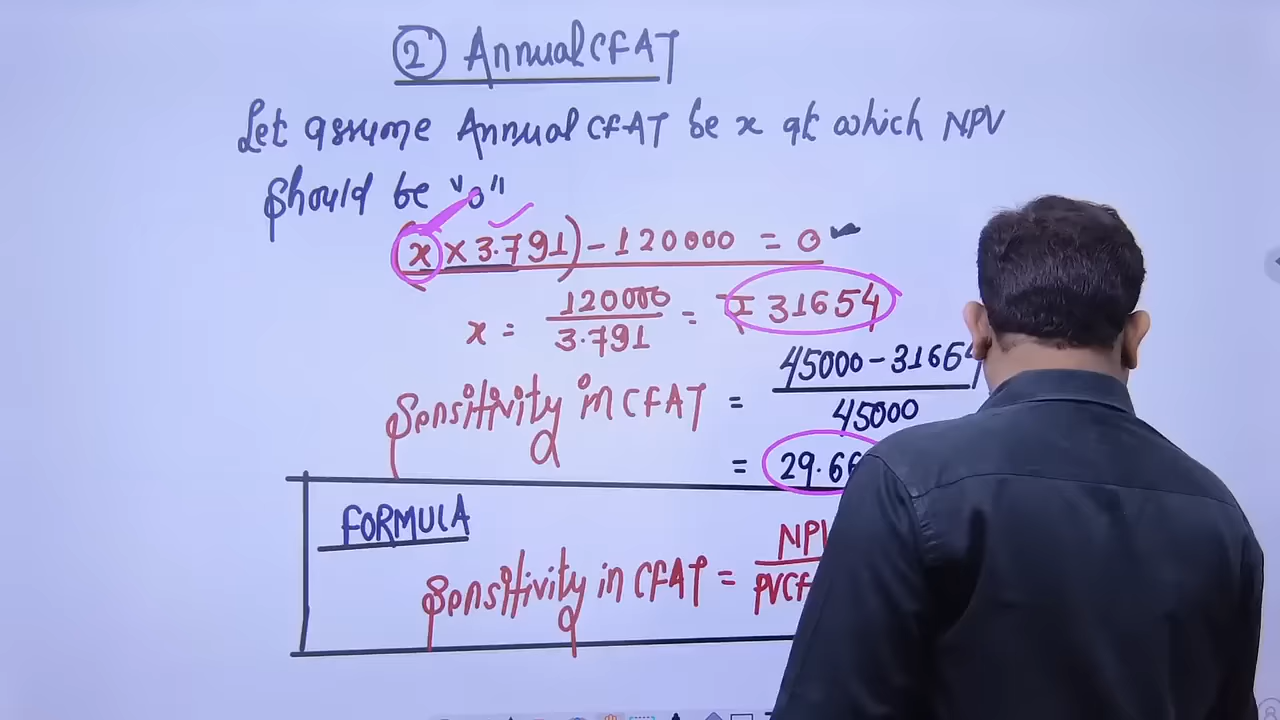 ② Annual CFAT
Let assume Annual CFAT be x at which NPV
should be "0"
(x × 3.791) - 120000 = 0
x = 120000 / 3.791 = ₹ 31654
Sensitivity in CFAT = 45000 - 31654 / 45000
= 29.66
FORMULA
Sensitivity in CFAT = NPV / PVCF